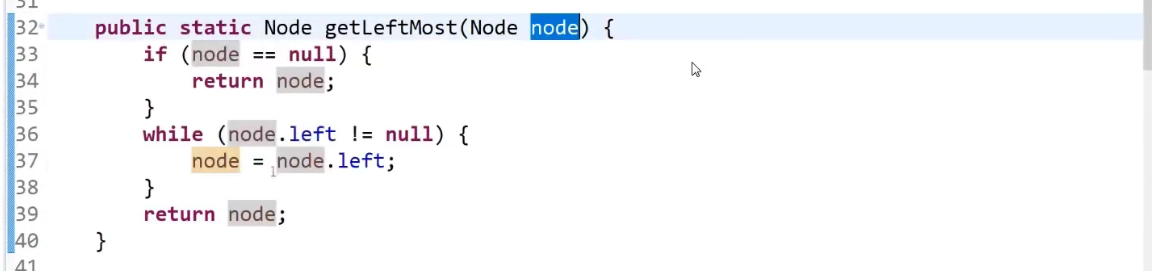 31
32 public static Node getLeftMost(Node node) {
33 if (node == null) {
34 return node;
35 }
36 while (node.left != null) {
37 node = node.left;
38 }
39 return node;
40 }
41